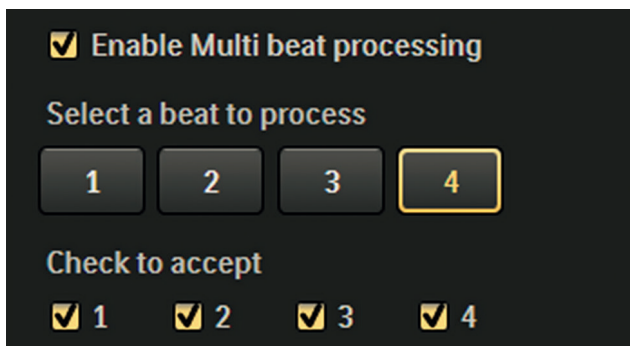 Enable Multi beat processing
Select a beat to process
1 2 3 4
Check to accept
1 2 3 4